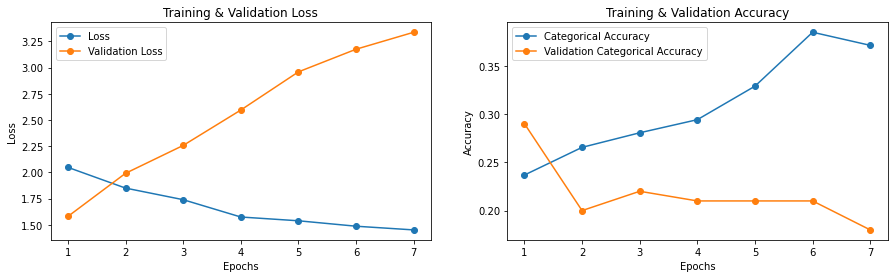 Training & Validation Loss
Loss
Validation Loss
3.25
3.00
2.75
2.50
2.25
2.00
1.75
1.50
Loss
1 2 3 4 5 6 7
Epochs
Training & Validation Accuracy
Categorical Accuracy
Validation Categorical Accuracy
0.35
0.30
0.25
0.20
Accuracy
1 2 3 4 5 6 7
Epochs